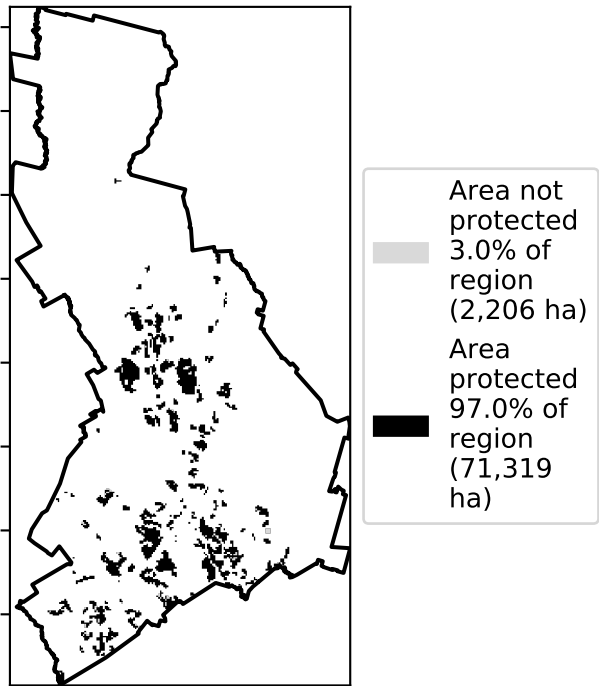 Area not
protected
3.0% of
region
(2,206 ha)
Area
protected
97.0% of
region
(71,319
ha)